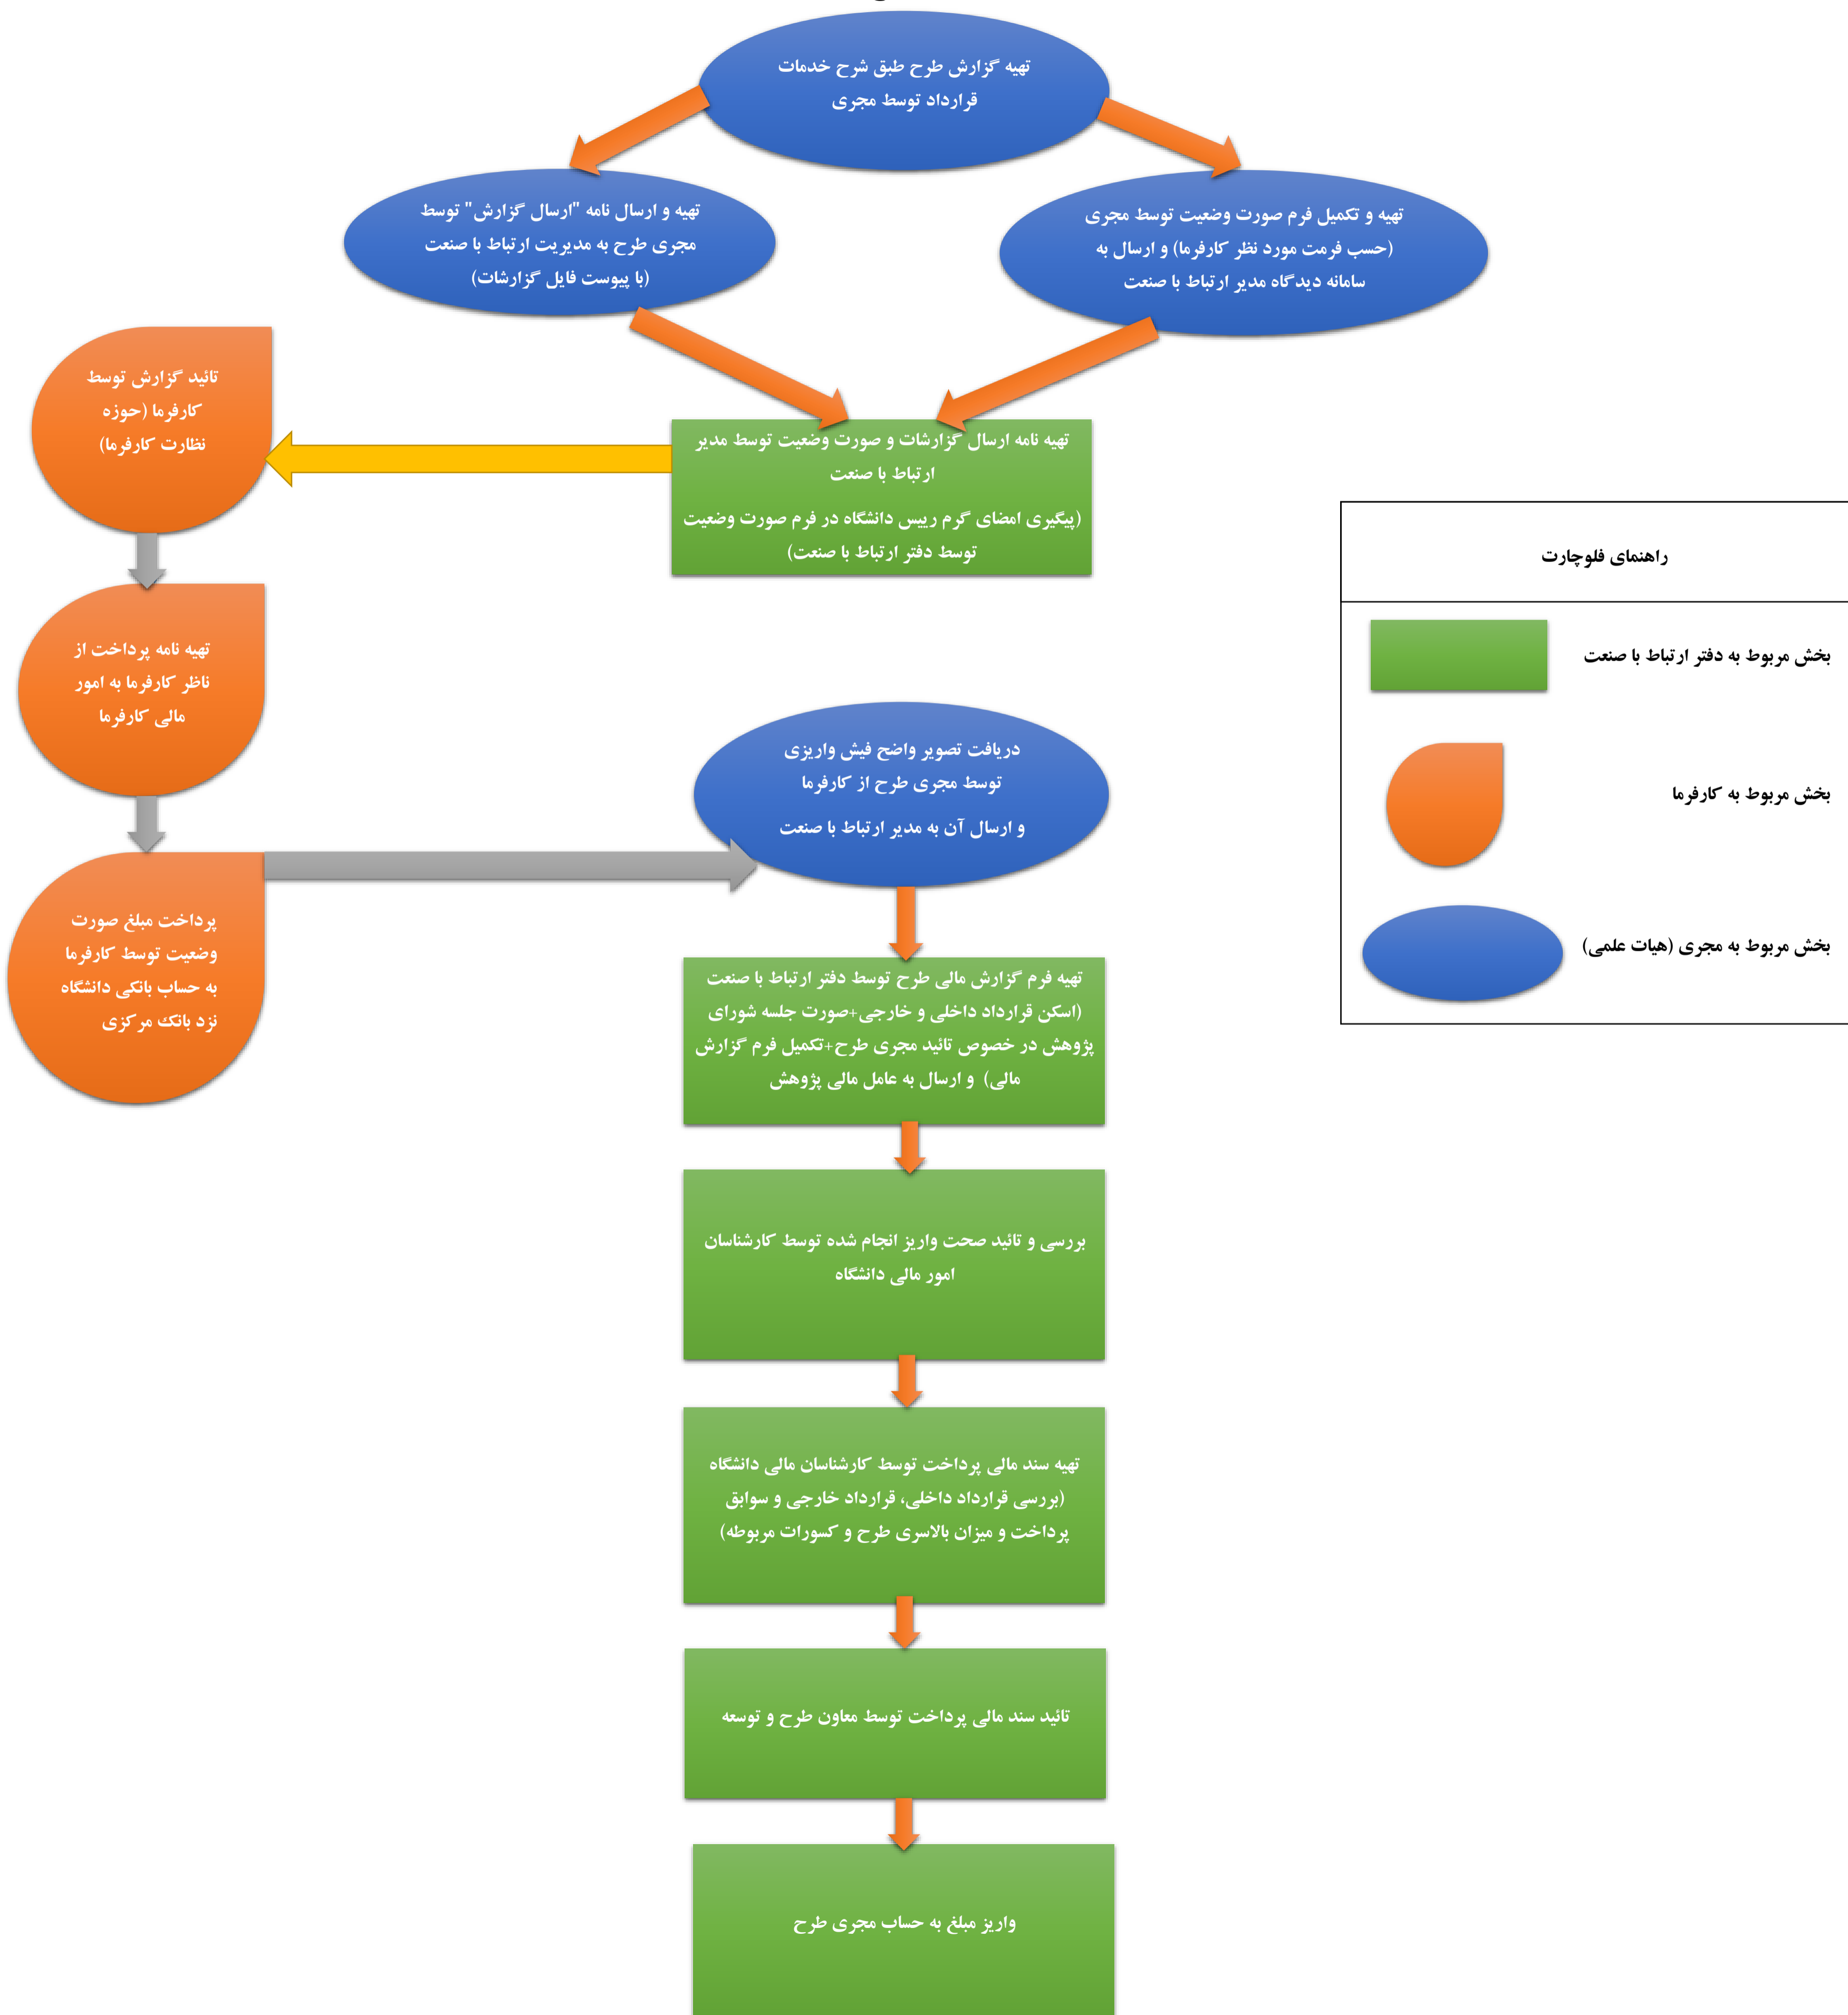 تهیه گزارش طرح طبق شرح خدمات
قرارداد توسط مجری
تهیه و تکمیل فرم صورت وضعیت توسط مجری
(حسب فرمت مورد نظر کارفرما) و ارسال به
سامانه دیدگاه مدیر ارتباط با صنعت
تهیه و ارسال نامه "ارسال گزارش" توسط
مجری طرح به مدیریت ارتباط با صنعت
(با پیوست فایل گزارشات)
تهیه نامه ارسال گزارشات و صورت وضعیت توسط مدیر
ارتباط با صنعت
(پیگیری امضای گرم رییس دانشگاه در فرم صورت وضعیت
توسط دفتر ارتباط با صنعت)
تائید گزارش توسط
کارفرما (حوزه
نظارت کارفرما)
تهیه نامه پرداخت از
ناظر کارفرما به امور
مالی کارفرما
پرداخت مبلغ صورت
وضعیت توسط کارفرما
به حساب بانکی دانشگاه
نزد بانک مرکزی
دریافت تصویر واضح فیش واریزی
توسط مجری طرح از کارفرما
و ارسال آن به مدیر ارتباط با صنعت
تهیه فرم گزارش مالی طرح توسط دفتر ارتباط با صنعت
(اسکن قرارداد داخلی و خارجی+صورت جلسه شورای
پژوهش در خصوص تائید مجری طرح+تکمیل فرم گزارش
مالی) و ارسال به عامل مالی پژوهش
بررسی و تائید صحت واریز انجام شده توسط کارشناسان
امور مالی دانشگاه
تهیه سند مالی پرداخت توسط کارشناسان مالی دانشگاه
(بررسی قرارداد داخلی، قرارداد خارجی و سوابق
پرداخت و میزان بالاسری طرح و کسورات مربوطه)
تائید سند مالی پرداخت توسط معاون طرح و توسعه
واریز مبلغ به حساب مجری طرح
راهنمای فلوچارت
بخش مربوط به دفتر ارتباط با صنعت
بخش مربوط به کارفرما
بخش مربوط به مجری (هیات علمی)